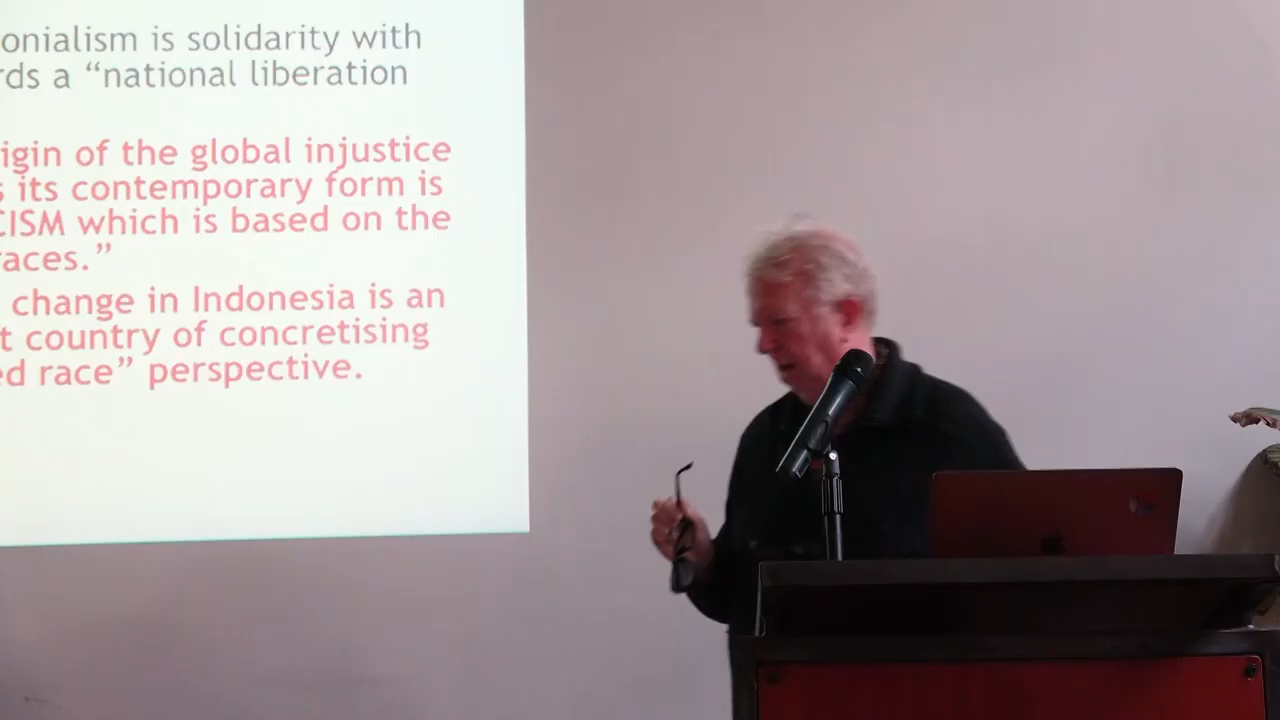 onialism is solidarity with
rds a “national liberation
igin of the global injustice
s its contemporary form is
CISM which is based on the
races.”
change in Indonesia is an
t country of concretising
ed race” perspective.